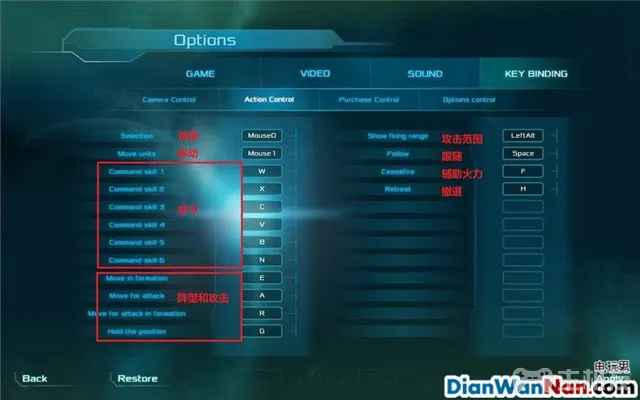 Options
GAME VIDEO SOUND KEY BINDING
Camera Control Action Control Purchase Control Options control
Selection Mouse0 Show firing range 攻击范围 LeftAlt
Move units 移动 Mouse1 Follow 跟随 Space
Command skill 1 W Ceasefire 辅助火力 F
Command skill 2 X Retreat 撤退 H
Command skill 3 C
Command skill 4 V
Command skill 5 B
Command skill 6 N
Move in formation E
Move for attack 阵型和攻击 A
Move for attack in formation R
Hold the position G
Back Restore
电玩男
DianWanNan.com